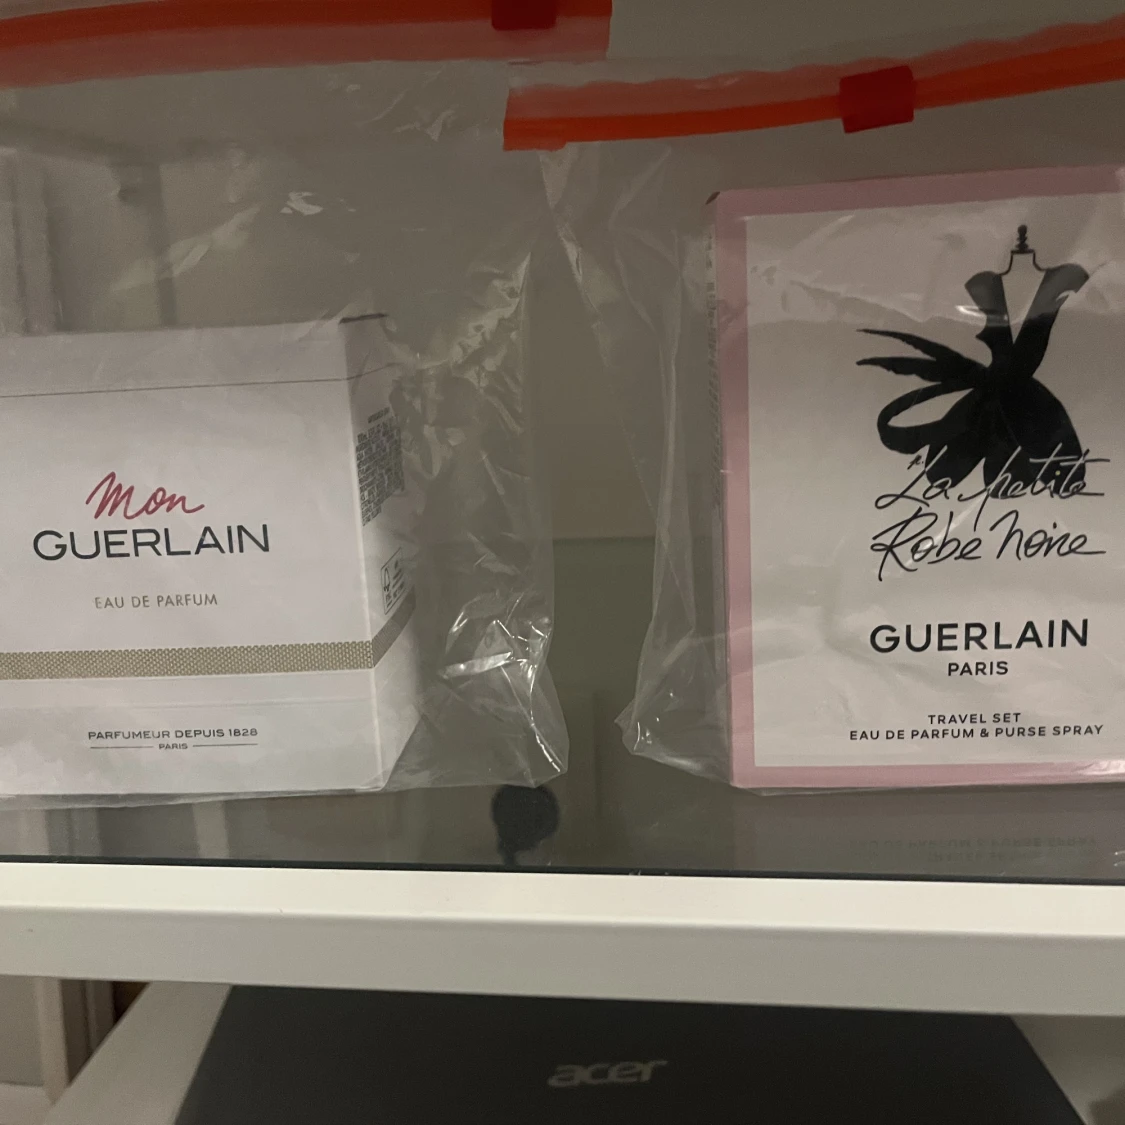 Mon
GUERLAIN
EAU DE PARFUM
PARFUMEUR DEPUIS 1828
PARIS
La petite
Robe Noire
GUERLAIN
PARIS
TRAVEL SET
EAU DE PARFUM & PURSE SPRAY
acer